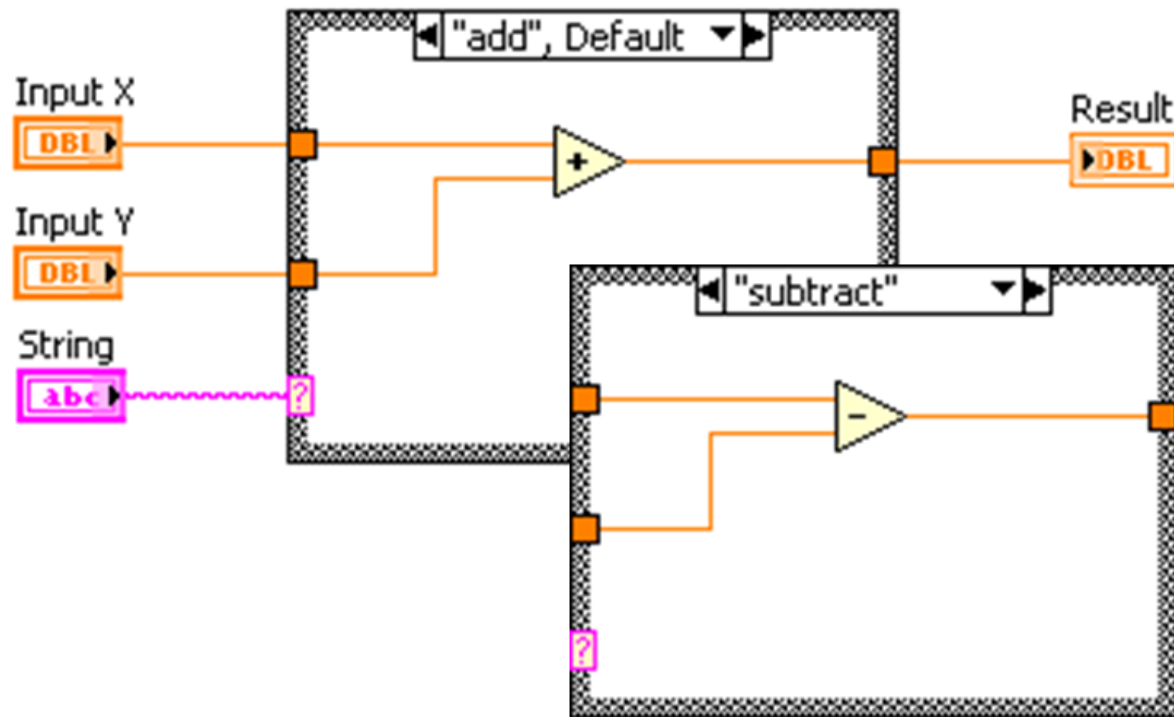 "add", Default
Input X
DBL
+
Result
DBL
Input Y
DBL
"subtract"
String
abc
?
-
?